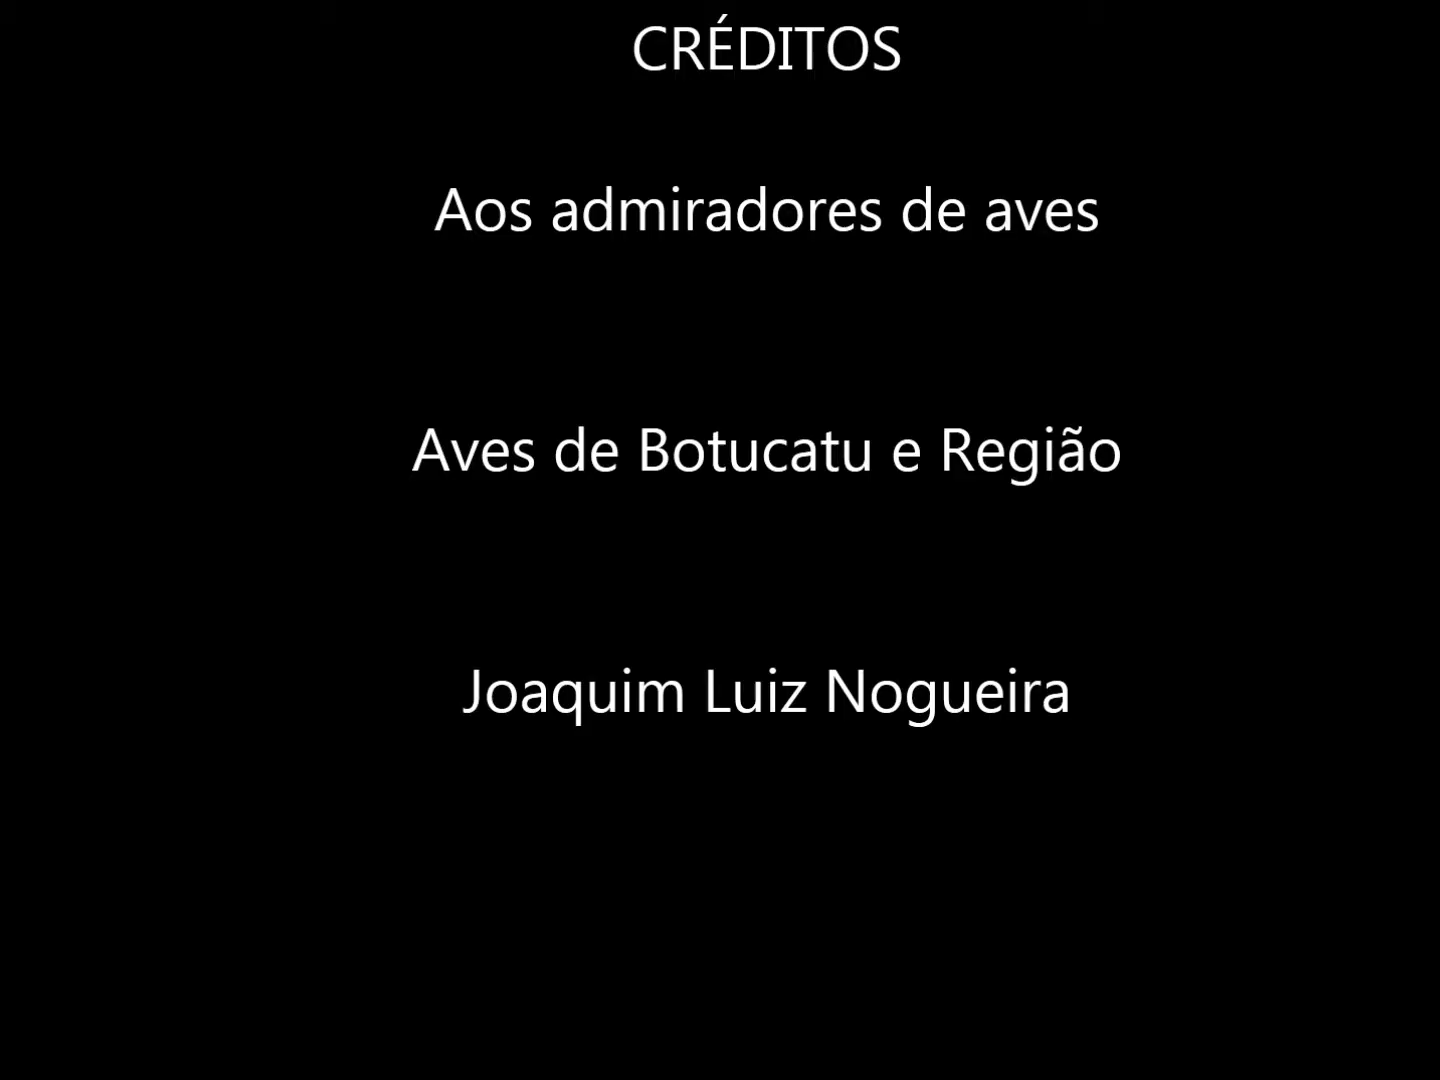 CRÉDITOS
Aos admiradores de aves
Aves de Botucatu e Região
Joaquim Luiz Nogueira